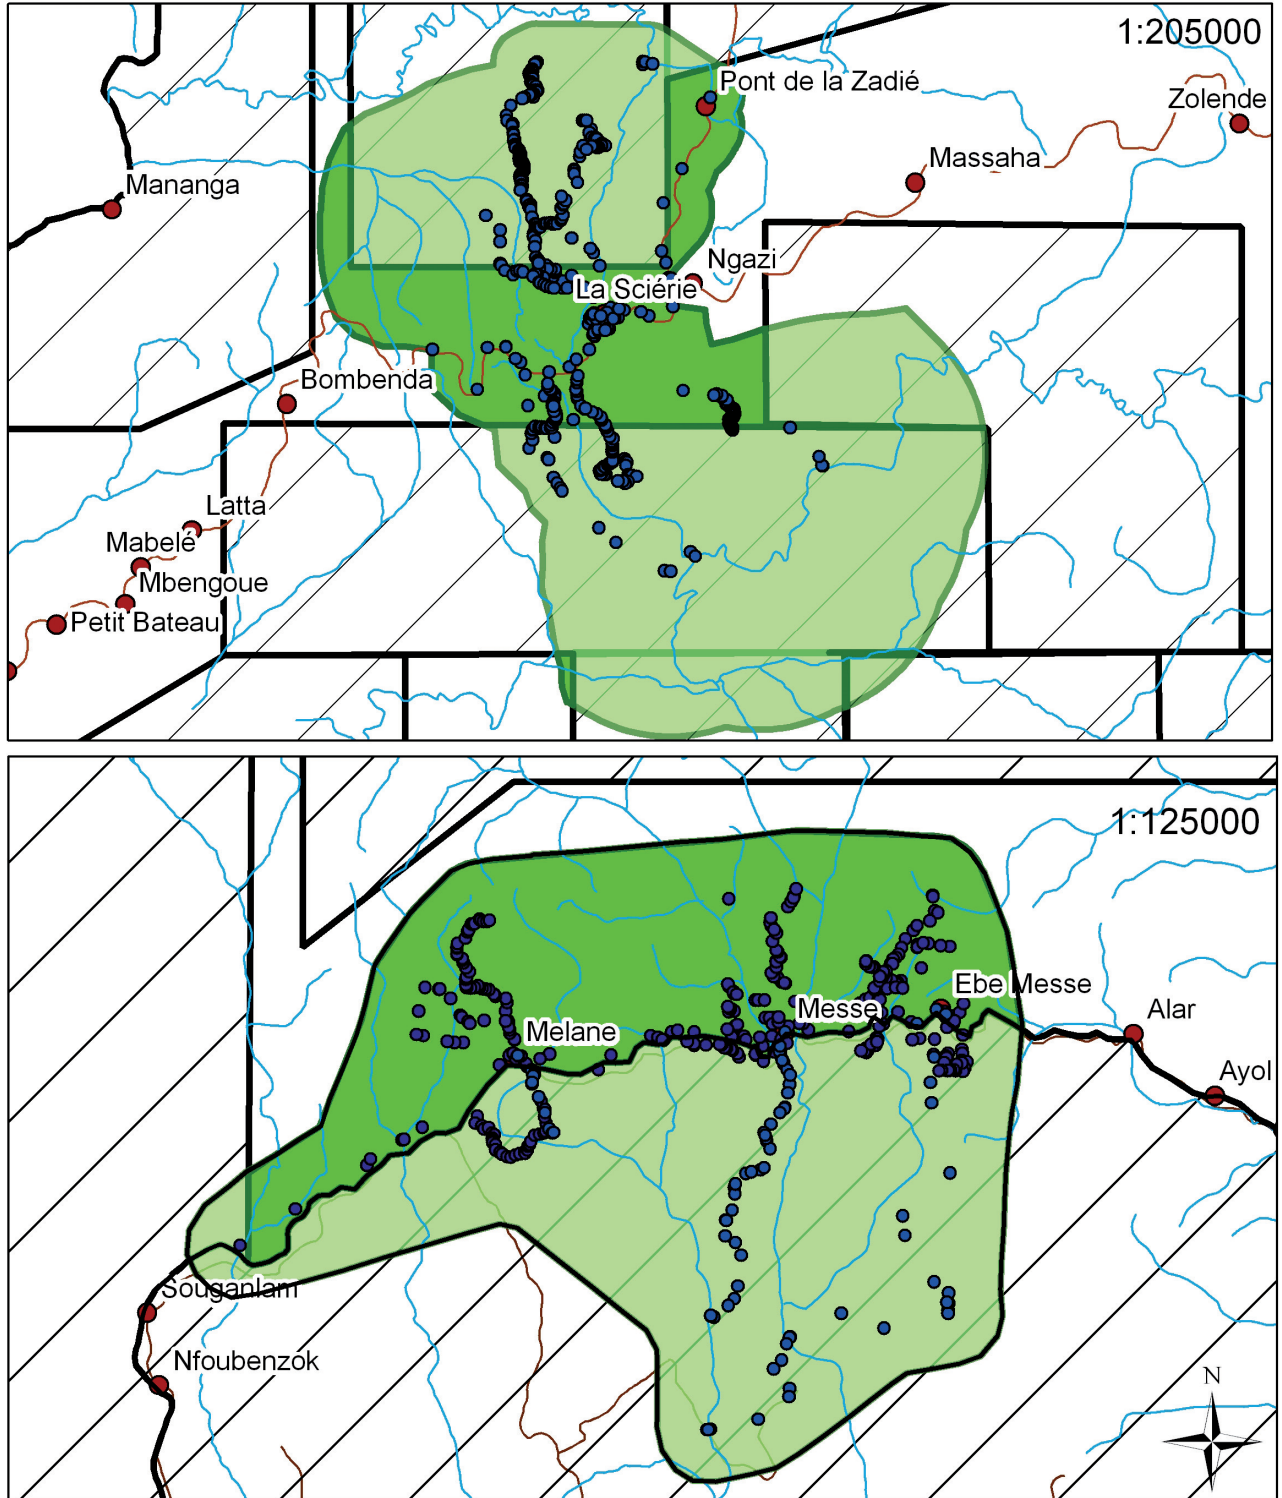 1:205000
Pont de la Zadié
Zolende
Massaha
Mananga
Ngazi
La Sciérie
Bombenda
Latta
Mabelé
Mbengoue
Petit Bateau
1:125000
Ebe Messe
Messe
Alar
Melane
Ayol
Souganlam
Nfoubenzok
N